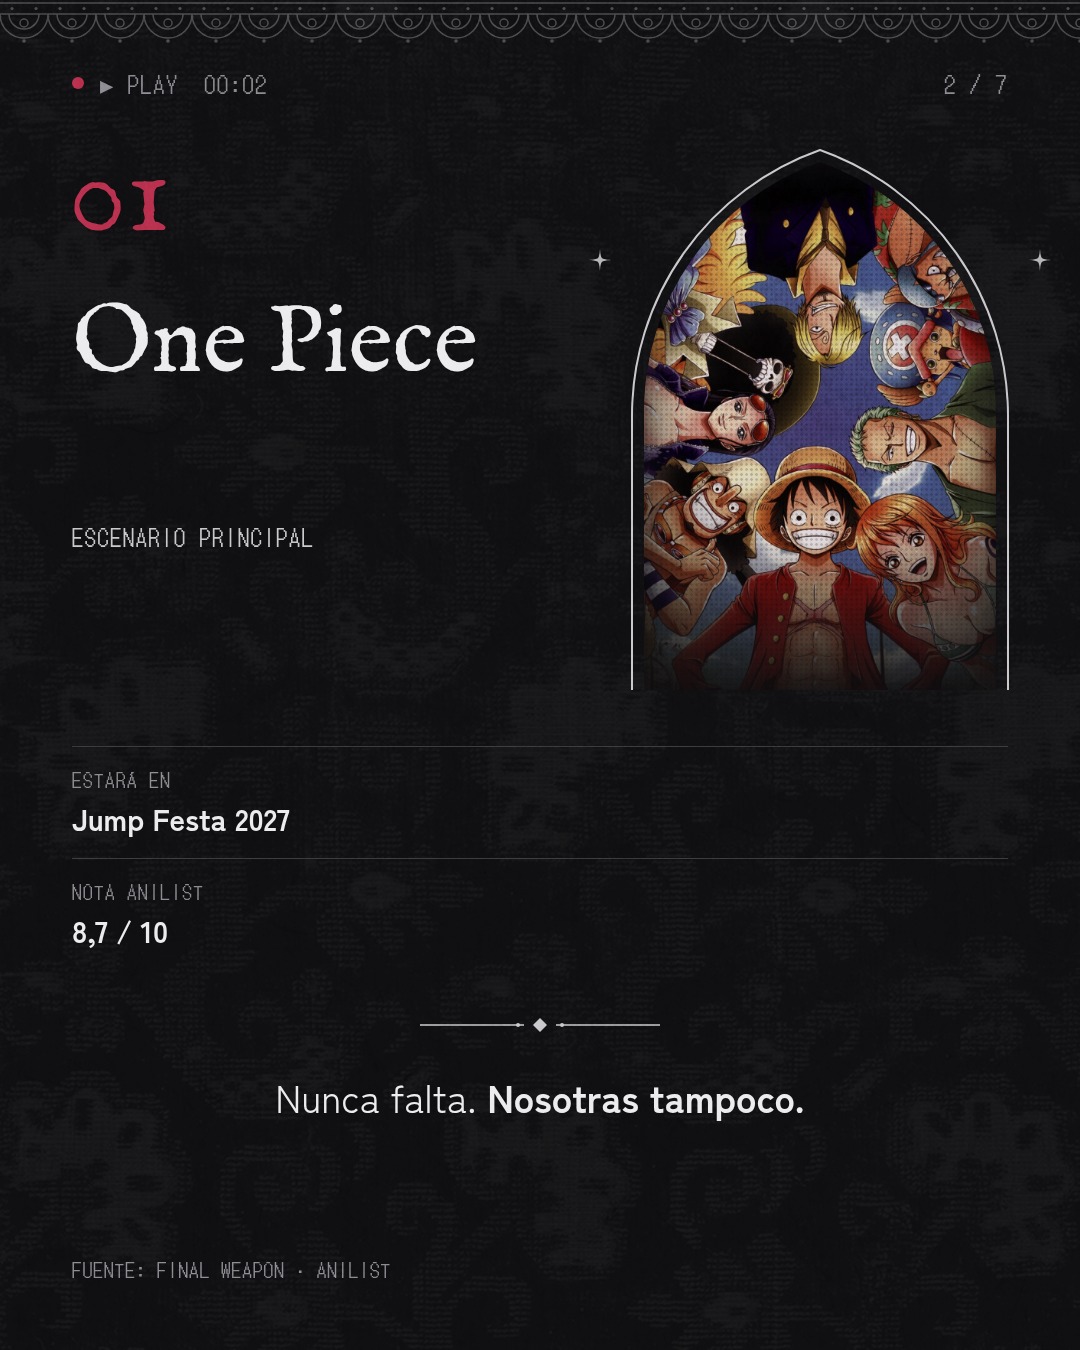 ▶ PLAY 00:02
2 / 7
01
One Piece
ESCENARIO PRINCIPAL
ESTARÁ EN
Jump Festa 2027
NOTA ANILIST
8,7 / 10
Nunca falta. Nosotras tampoco.
FUENTE: FINAL WEAPON · ANILIST